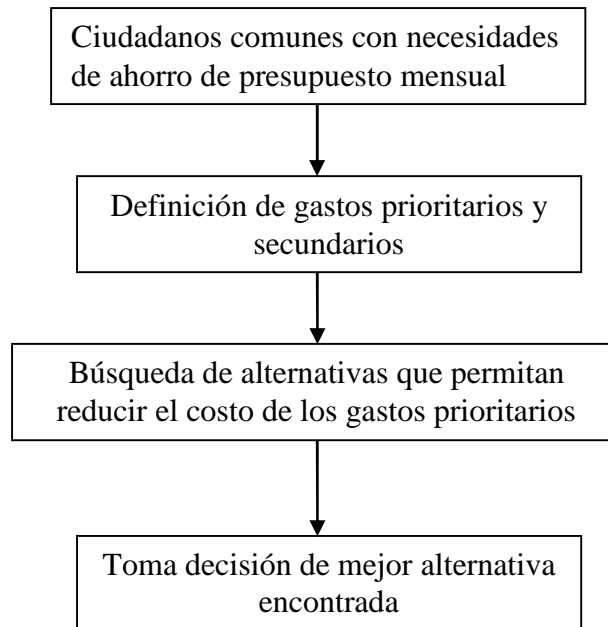 Ciudadanos comunes con necesidades
de ahorro de presupuesto mensual
Definición de gastos prioritarios y
secundarios
Búsqueda de alternativas que permitan
reducir el costo de los gastos prioritarios
Toma decisión de mejor alternativa
encontrada